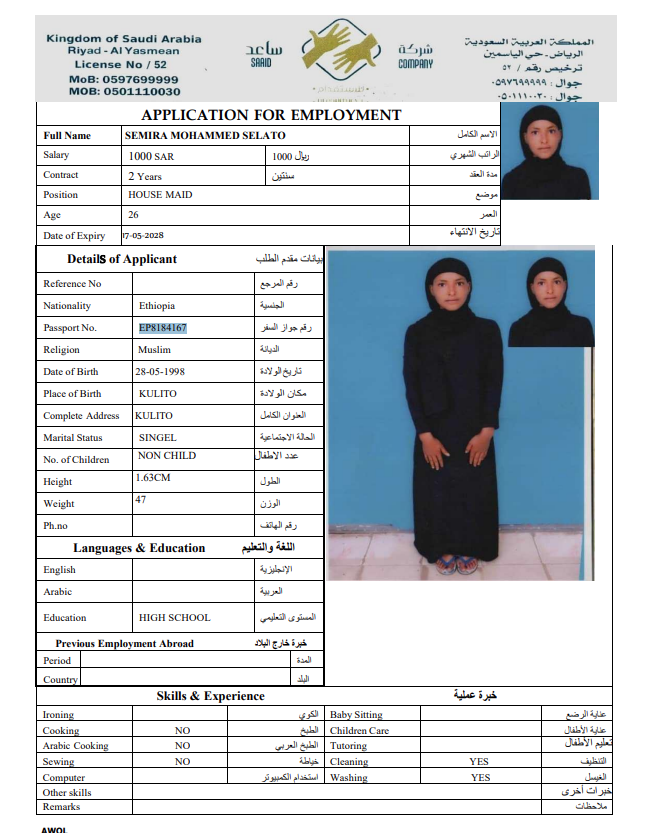 Kingdom of Saudi Arabia
Riyad - Al Yasmean
License No / 52
MoB: 0597699999
MOB: 0501110030
ساعد
SAAID
شركة
COMPANY
للاستقدام
المملكة العربية السعودية
الرياض - حي الياسمين
ترخيص رقم / ٥٢
جوال : ٠٥٩٧٦٩٩٩٩٩
جوال : ٠٥٠١١١٠٠٣٠
APPLICATION FOR EMPLOYMENT
Full Name SEMIRA MOHAMMED SELATO الاسم الكامل
Salary 1000 SAR 1000 ريال الراتب الشهري
Contract 2 Years سنتين مدة العقد
Position HOUSE MAID موضع
Age 26 العمر
Date of Expiry 17-05-2028 تاريخ الانتهاء
Details of Applicant بيانات مقدم الطلب
Reference No رقم المرجع
Nationality Ethiopia الجنسية
Passport No. EP8184167 رقم جواز السفر
Religion Muslim الديانة
Date of Birth 28-05-1998 تاريخ الولادة
Place of Birth KULITO مكان الولادة
Complete Address KULITO العنوان الكامل
Marital Status SINGEL الحالة الاجتماعية
No. of Children NON CHILD عدد الاطفال
Height 1.63CM الطول
Weight 47 الوزن
Ph.no رقم الهاتف
Languages & Education اللغة والتعليم
English الإنجليزية
Arabic العربية
Education HIGH SCHOOL المستوى التعليمي
Previous Employment Abroad خبرة خارج البلاد
Period المدة
Country البلد
Skills & Experience خبرة عملية
Ironing الكوي Baby Sitting عناية الرضع
Cooking NO الطبخ Children Care عناية الأطفال
Arabic Cooking NO الطبخ العربي Tutoring تعليم الأطفال
Sewing NO خياطة Cleaning YES التنظيف
Computer استخدام الكمبيوتر Washing YES الغيسل
Other skills خبرات أخرى
Remarks ملاحظات
AWOL